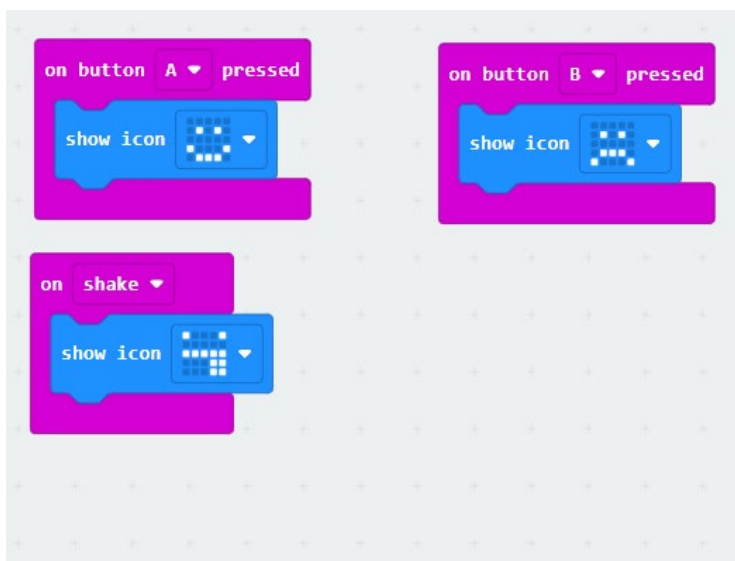 on button A pressed
show icon
on button B pressed
show icon
on shake
show icon